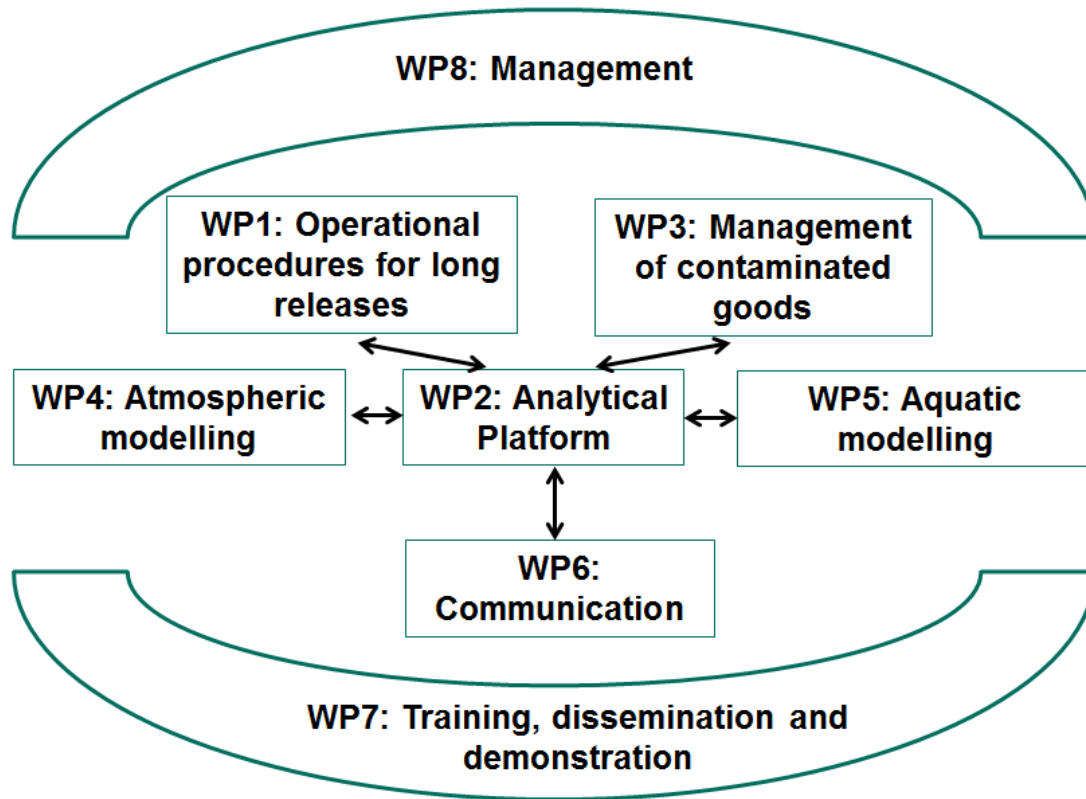 WP8: Management
WP1: Operational
procedures for long
releases
WP3: Management
of contaminated
goods
WP4: Atmospheric
modelling
WP2: Analytical
Platform
WP5: Aquatic
modelling
WP6:
Communication
WP7: Training, dissemination and
demonstration